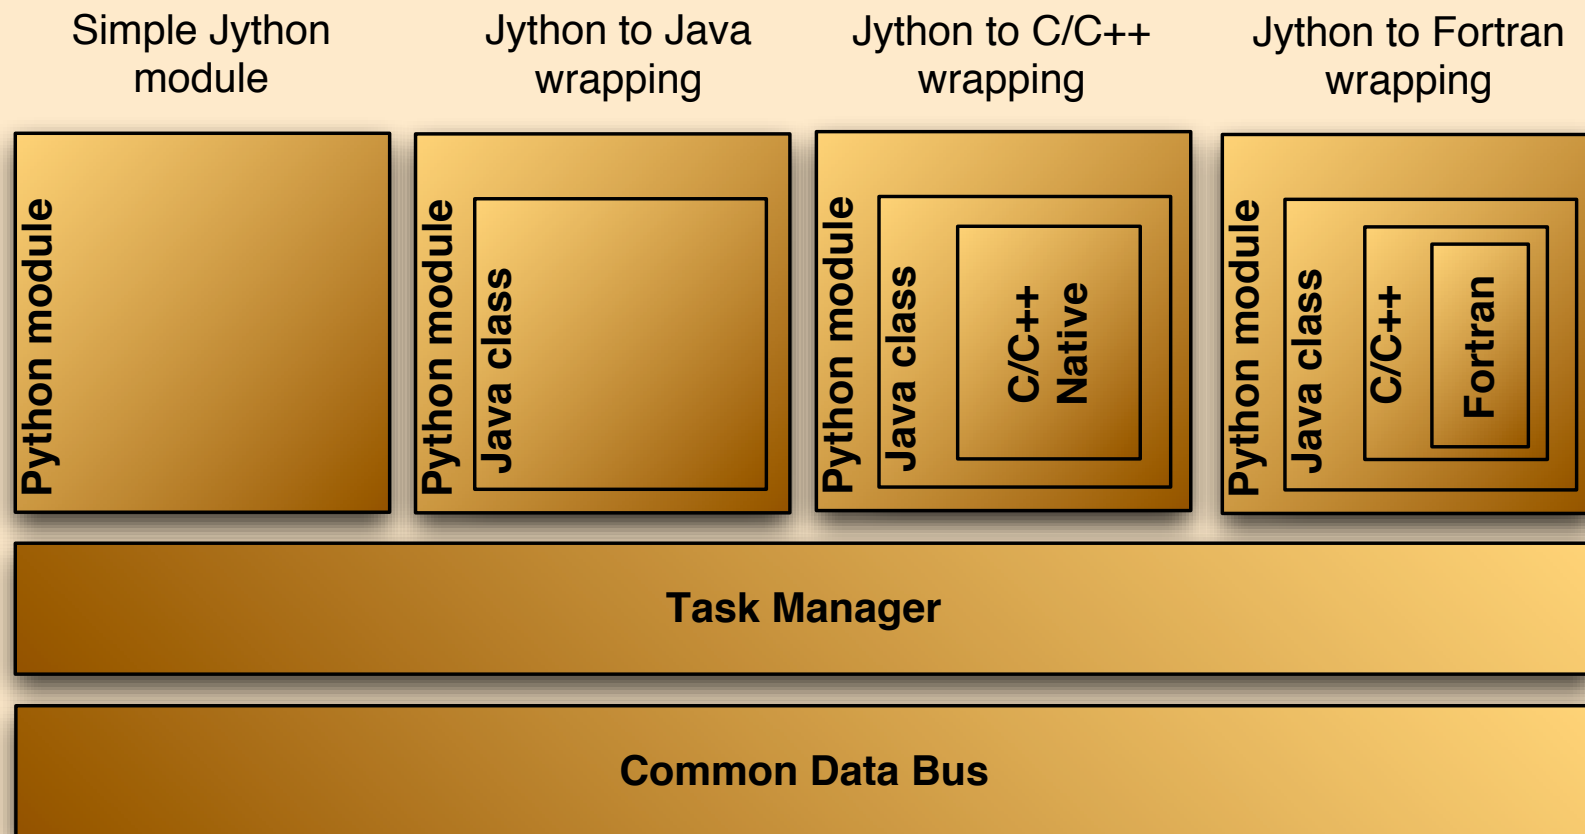 Simple Jython
module
Jython to Java
wrapping
Jython to C/C++
wrapping
Jython to Fortran
wrapping
Python module
Python module
Java class
Python module
Java class
C/C++
Native
Python module
Java class
C/C++
Fortran
Task Manager
Common Data Bus